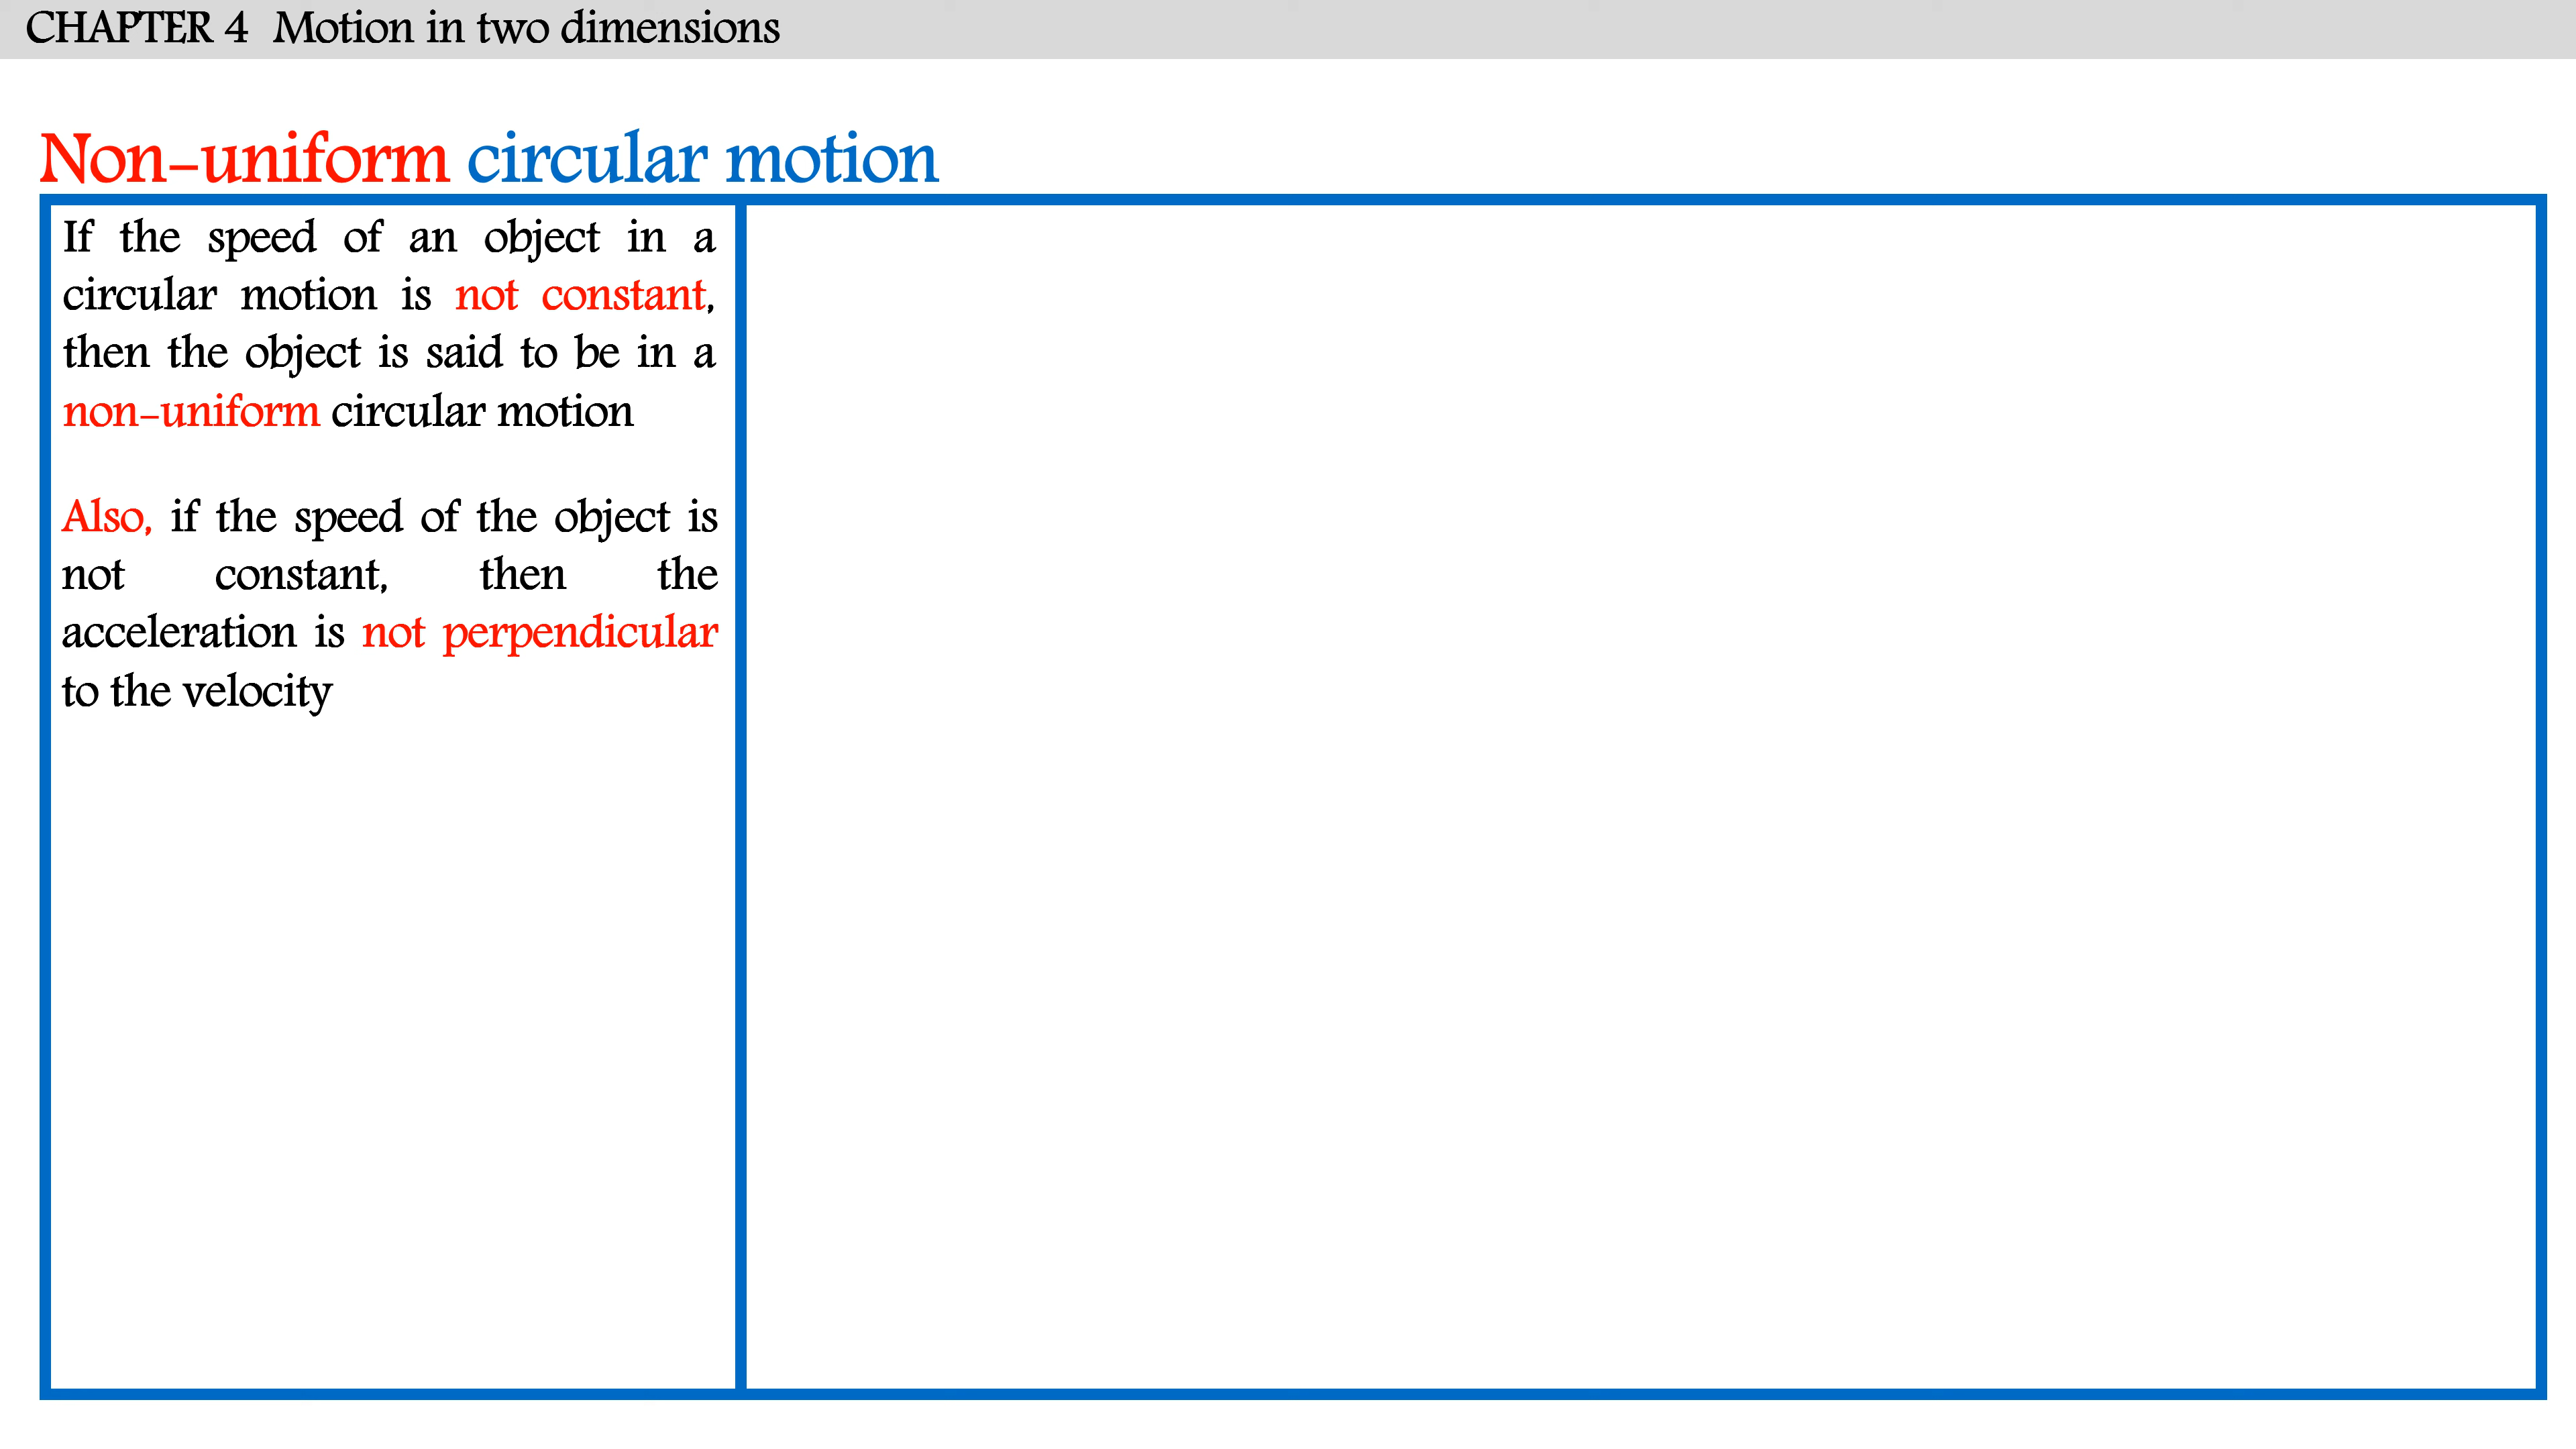 CHAPTER 4 Motion in two dimensions
Non-uniform circular motion
If the speed of an object in a
circular motion is not constant,
then the object is said to be in a
non-uniform circular motion
Also, if the speed of the object is
not constant, then the
acceleration is not perpendicular
to the velocity